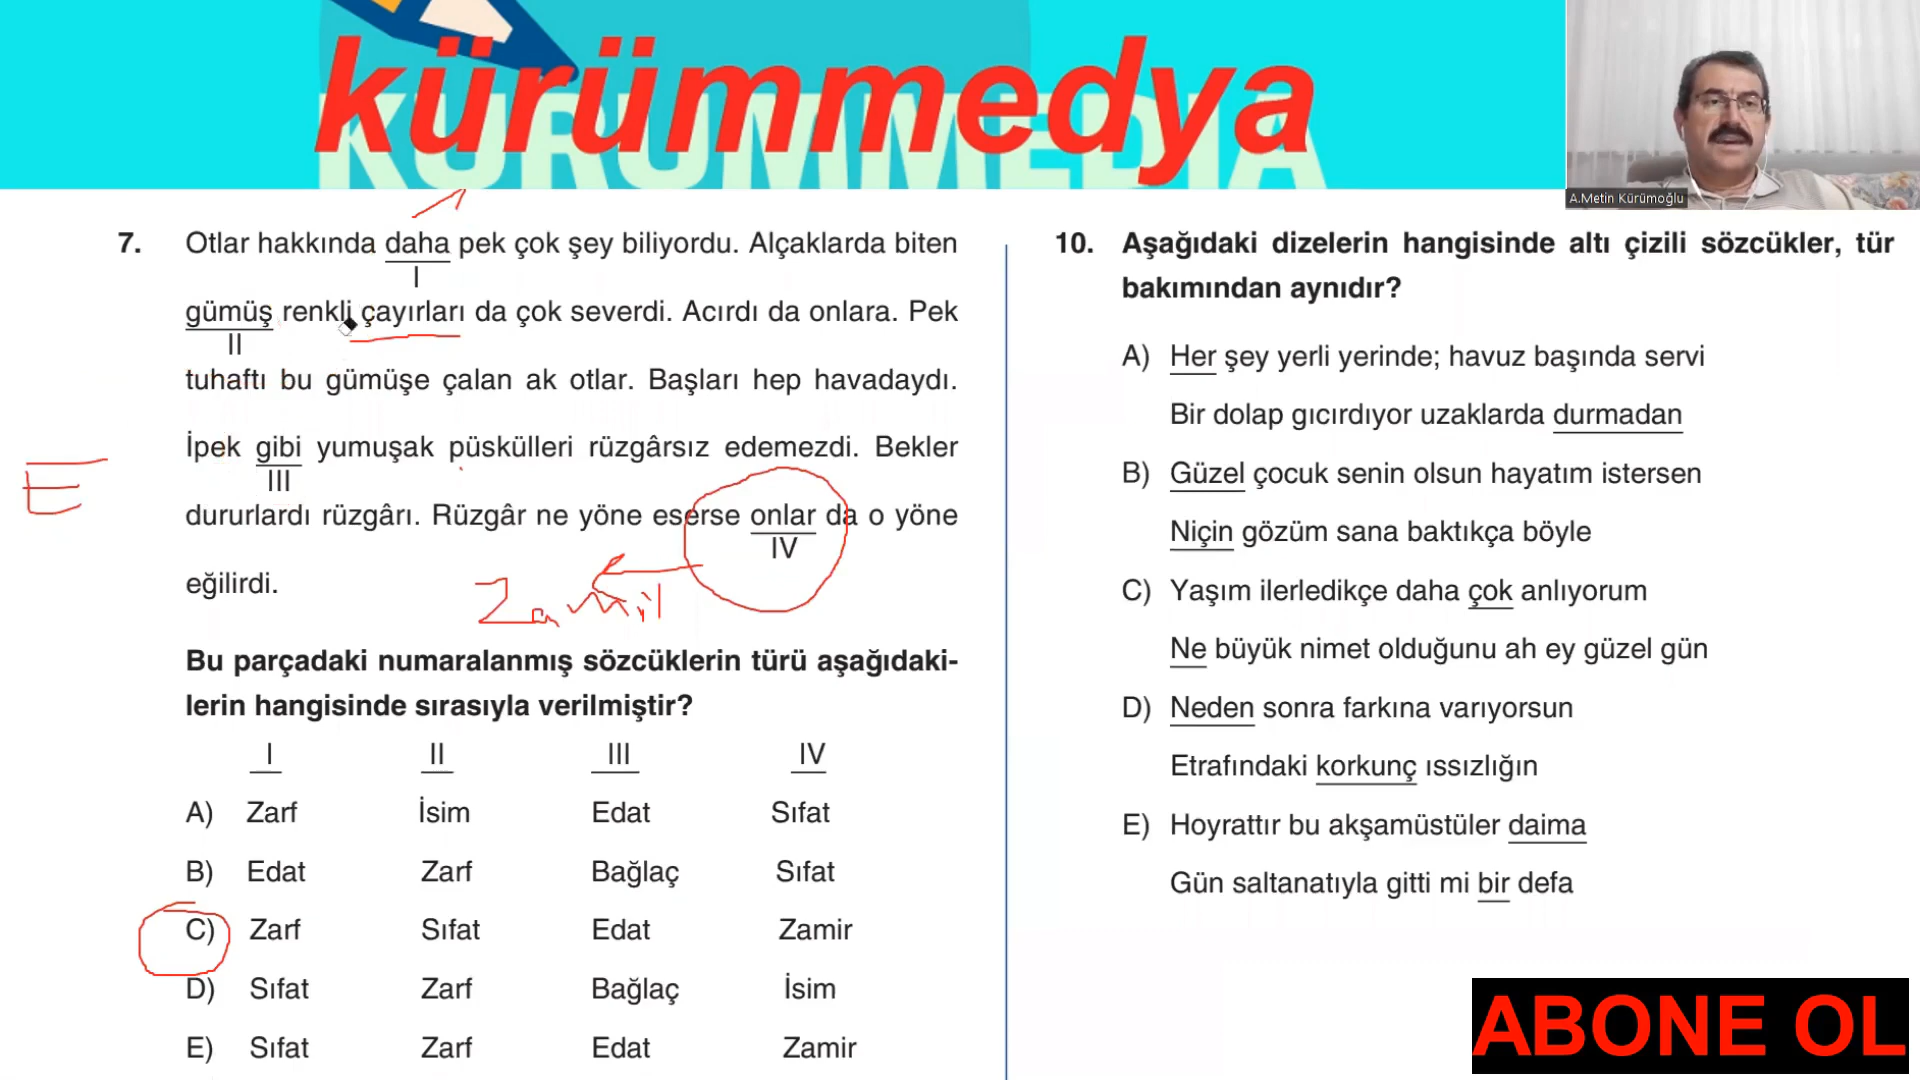 kürümmedya
KÜRÜMMEDIA
A.Metin Kürümoğlu
7. Otlar hakkında daha pek çok şey biliyordu. Alçaklarda biten
I
gümüş renkli çayırları da çok severdi. Acırdı da onlara. Pek
II
tuhaftı bu gümüşe çalan ak otlar. Başları hep havadaydı.
İpek gibi yumuşak püskülleri rüzgârsız edemezdi. Bekler
III
E
dururlardı rüzgârı. Rüzgâr ne yöne eserse onlar da o yöne
IV
eğilirdi.
Zamir
Bu parçadaki numaralanmış sözcüklerin türü aşağıdaki-
lerin hangisinde sırasıyla verilmiştir?
I II III IV
A) Zarf İsim Edat Sıfat
B) Edat Zarf Bağlaç Sıfat
C) Zarf Sıfat Edat Zamir
D) Sıfat Zarf Bağlaç İsim
E) Sıfat Zarf Edat Zamir
10. Aşağıdaki dizelerin hangisinde altı çizili sözcükler, tür
bakımından aynıdır?
A) Her şey yerli yerinde; havuz başında servi
Bir dolap gıcırdıyor uzaklarda durmadan
B) Güzel çocuk senin olsun hayatım istersen
Niçin gözüm sana baktıkça böyle
C) Yaşım ilerledikçe daha çok anlıyorum
Ne büyük nimet olduğunu ah ey güzel gün
D) Neden sonra farkına varıyorsun
Etrafındaki korkunç ıssızlığın
E) Hoyrattır bu akşamüstüler daima
Gün saltanatıyla gitti mi bir defa
ABONE OL